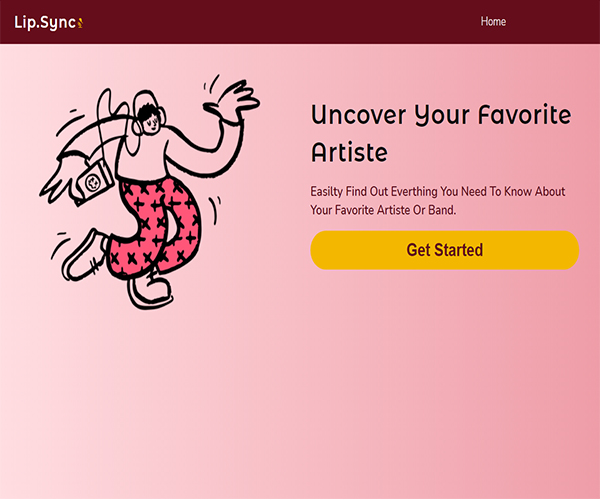 Lip.Sync
Home
Uncover Your Favorite
Artiste
Easilty Find Out Everthing You Need To Know About
Your Favorite Artiste Or Band.
Get Started